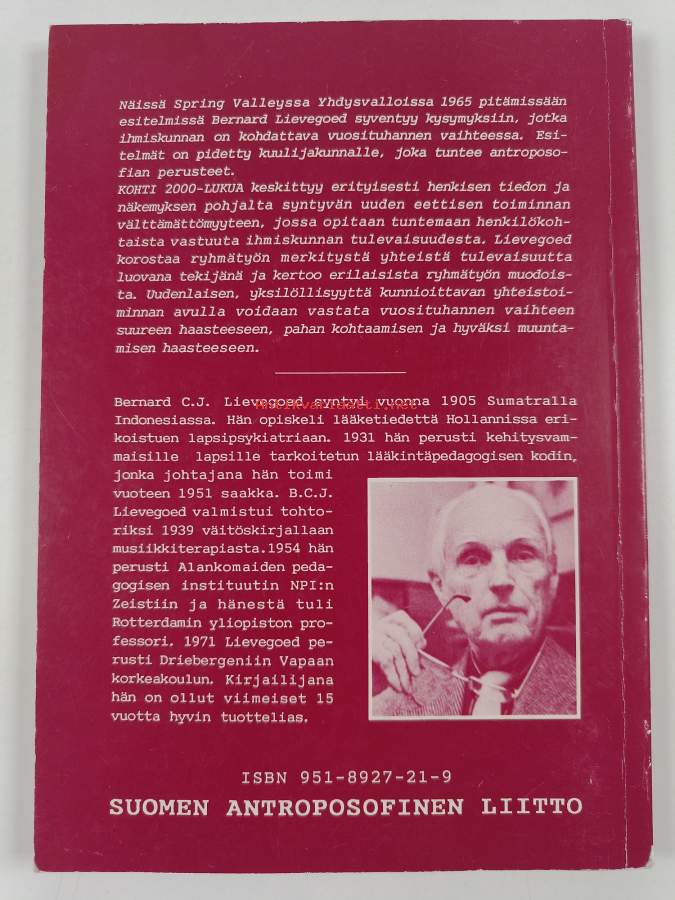 Näissä Spring Valleyssa Yhdysvalloissa 1965 pitämissään
esitelmissä Bernard Lievegoed syventyy kysymyksiin, jotka
ihmiskunnan on kohdattava vuosituhannen vaihteessa. Esi-
telmät on pidetty kuulijakunnalle, joka tuntee antroposo-
fian perusteet.
KOHTI 2000-LUKUA keskittyy erityisesti henkisen tiedon ja
näkemyksen pohjalta syntyvän uuden eettisen toiminnan
välttämättömyyteen, jossa opitaan tuntemaan henkilökoh-
taista vastuuta ihmiskunnan tulevaisuudesta. Lievegoed
korostaa ryhmätyön merkitystä yhteistä tulevaisuutta
luovana tekijänä ja kertoo erilaisista ryhmätyön muodois-
ta. Uudenlaisen, yksilöllisyyttä kunnioittavan yhteistoi-
minnan avulla voidaan vastata vuosituhannen vaihteen
suureen haasteeseen, pahan kohtaamisen ja hyväksi muunta-
misen haasteeseen.
Antikvariaatti.net
Bernard C.J. Lievegoed syntyi vuonna 1905 Sumatralla
Indonesiassa. Hän opiskeli lääketiedettä Hollannissa eri-
koistuen lapsipsykiatriaan. 1931 hän perusti kehitysvam-
maisille lapsille tarkoitetun lääkintäpedagogisen kodin,
jonka johtajana hän toimi
vuoteen 1951 saakka. B.C.J.
Lievegoed valmistui tohto-
riksi 1939 väitöskirjallaan
musiikkiterapiasta.1954 hän
perusti Alankomaiden peda-
gogisen instituutin NPI:n
Zeistiin ja hänestä tuli
Rotterdamin yliopiston pro-
fessori. 1971 Lievegoed pe-
rusti Driebergeniin Vapaan
korkeakoulun. Kirjailijana
hän on ollut viimeiset 15
vuotta hyvin tuottelias.
ISBN 951-8927-21-9
SUOMEN ANTROPOSOFINEN LIITTO